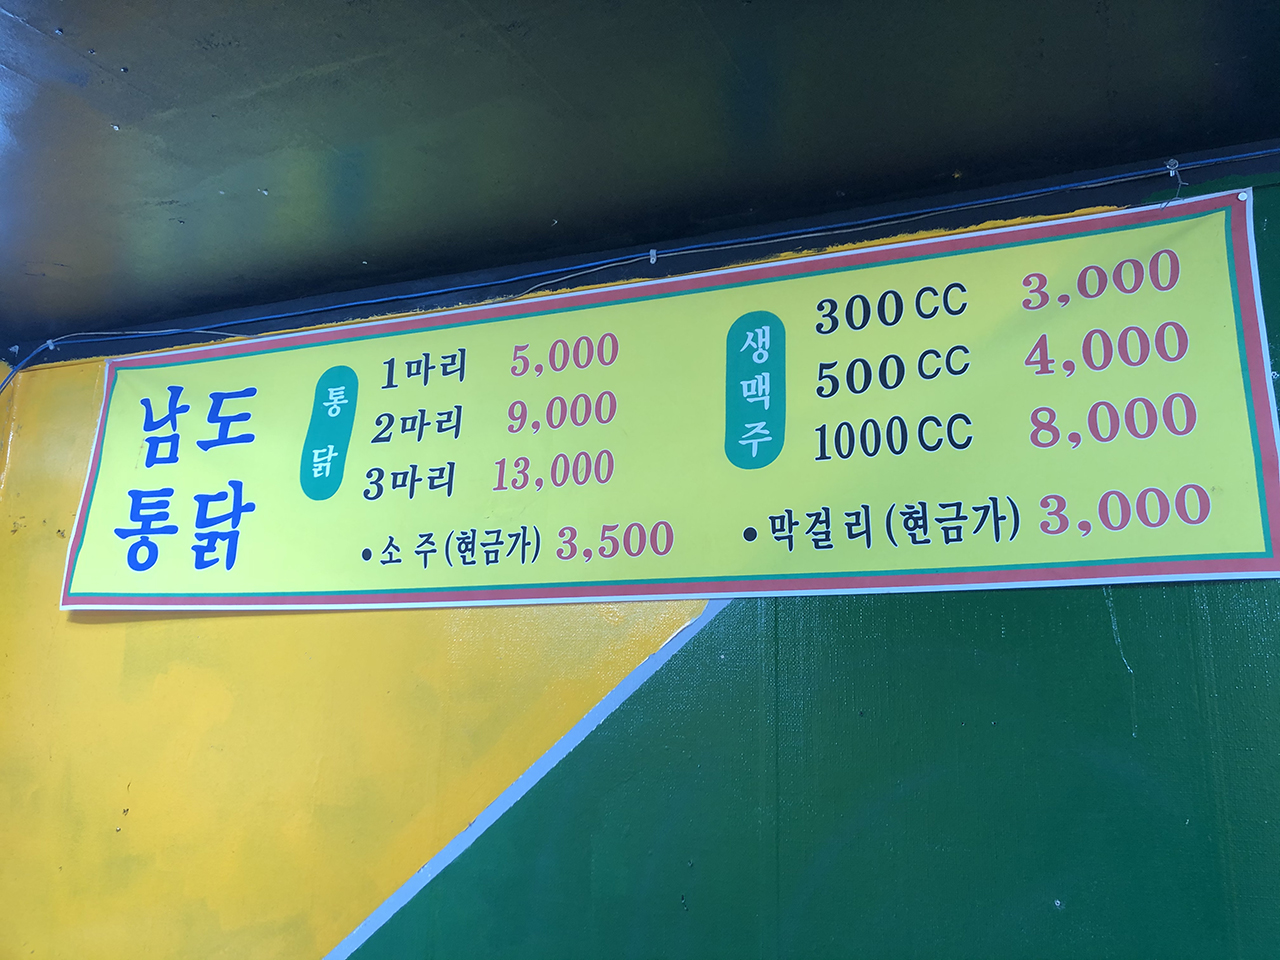 남도
통닭
통닭
1마리 5,000
2마리 9,000
3마리 13,000
•소주(현금가) 3,500
생맥주
300CC 3,000
500CC 4,000
1000CC 8,000
•막걸리(현금가) 3,000